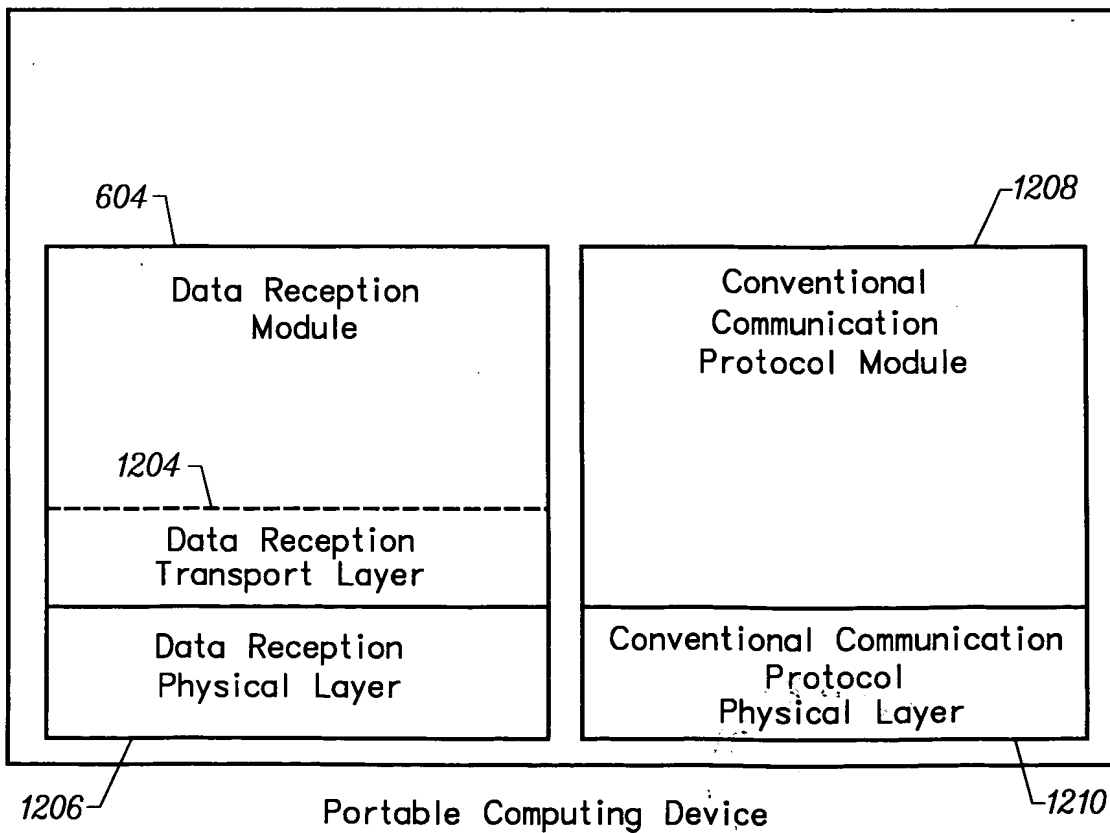 604
1208
Data Reception
Module
Conventional
Communication
Protocol Module
1204
Data Reception
Transport Layer
Data Reception
Physical Layer
Conventional Communication
Protocol
Physical Layer
1206
Portable Computing Device
1210